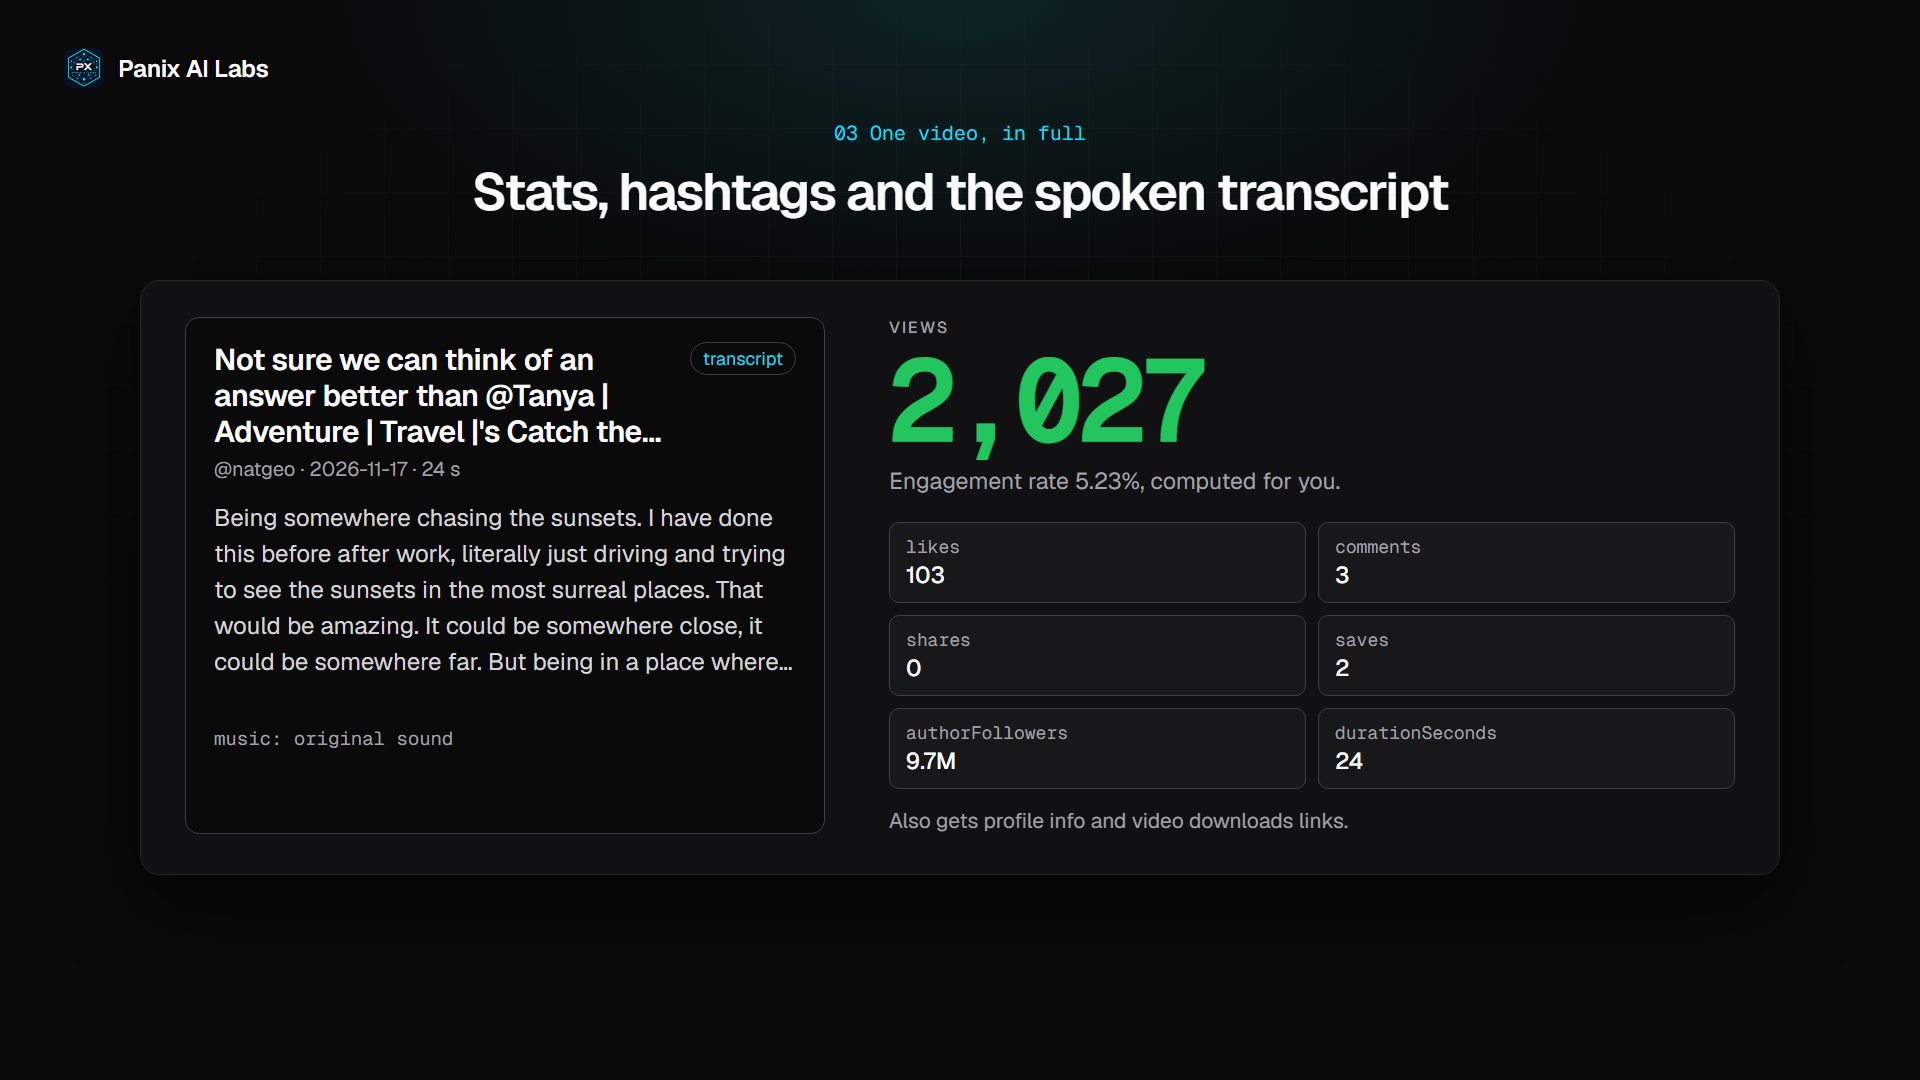 PX
Panix AI Labs
03 One video, in full
Stats, hashtags and the spoken transcript
Not sure we can think of an
answer better than @Tanya |
Adventure | Travel |'s Catch the...
transcript
@natgeo · 2026-11-17 · 24 s
Being somewhere chasing the sunsets. I have done
this before after work, literally just driving and trying
to see the sunsets in the most surreal places. That
would be amazing. It could be somewhere close, it
could be somewhere far. But being in a place where...
music: original sound
VIEWS
2,027
Engagement rate 5.23%, computed for you.
likes
103
comments
3
shares
0
saves
2
authorFollowers
9.7M
durationSeconds
24
Also gets profile info and video downloads links.